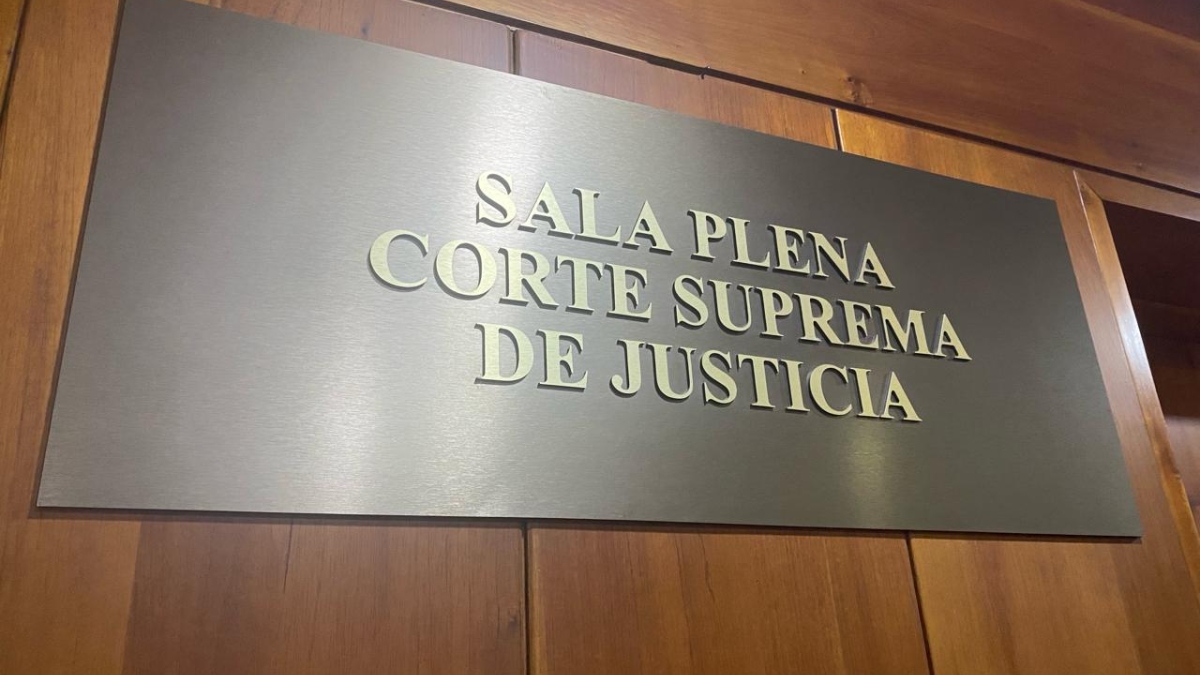 SALA PLENA
CORTE SUPREMA
DE JUSTICIA